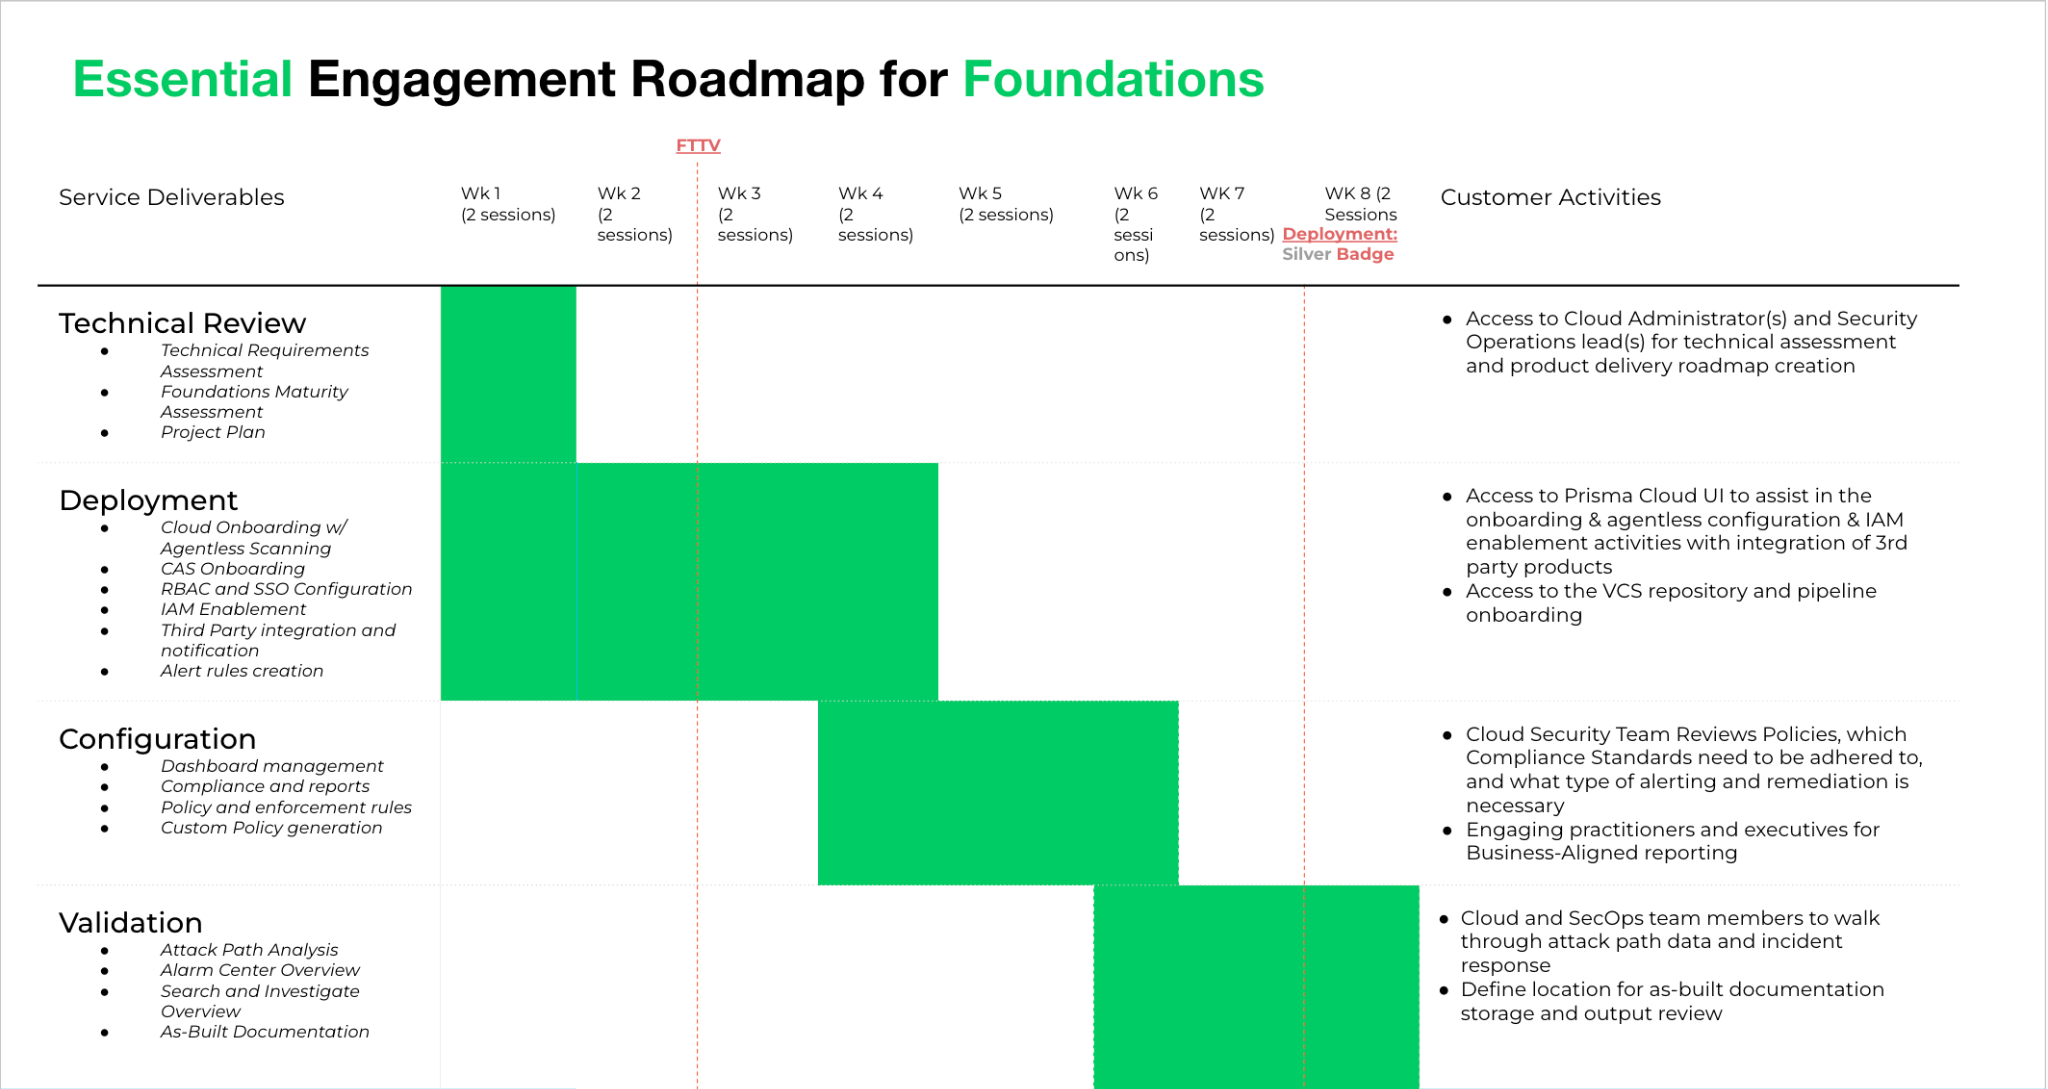 Essential Engagement Roadmap for Foundations
FTTV
Service Deliverables
Wk 1
(2 sessions)
Wk 2
(2
sessions)
Wk 3
(2
sessions)
Wk 4
(2
sessions)
Wk 5
(2 sessions)
Wk 6
(2
sessi
ons)
WK 7
(2
sessions)
WK 8 (2
Sessions
Deployment:
Silver Badge
Customer Activities
Technical Review
● Technical Requirements
Assessment
● Foundations Maturity
Assessment
● Project Plan
● Access to Cloud Administrator(s) and Security
Operations lead(s) for technical assessment
and product delivery roadmap creation
Deployment
● Cloud Onboarding w/
Agentless Scanning
● CAS Onboarding
● RBAC and SSO Configuration
● IAM Enablement
● Third Party integration and
notification
● Alert rules creation
● Access to Prisma Cloud UI to assist in the
onboarding & agentless configuration & IAM
enablement activities with integration of 3rd
party products
● Access to the VCS repository and pipeline
onboarding
Configuration
● Dashboard management
● Compliance and reports
● Policy and enforcement rules
● Custom Policy generation
● Cloud Security Team Reviews Policies, which
Compliance Standards need to be adhered to,
and what type of alerting and remediation is
necessary
● Engaging practitioners and executives for
Business-Aligned reporting
Validation
● Attack Path Analysis
● Alarm Center Overview
● Search and Investigate
Overview
● As-Built Documentation
● Cloud and SecOps team members to walk
through attack path data and incident
response
● Define location for as-built documentation
storage and output review